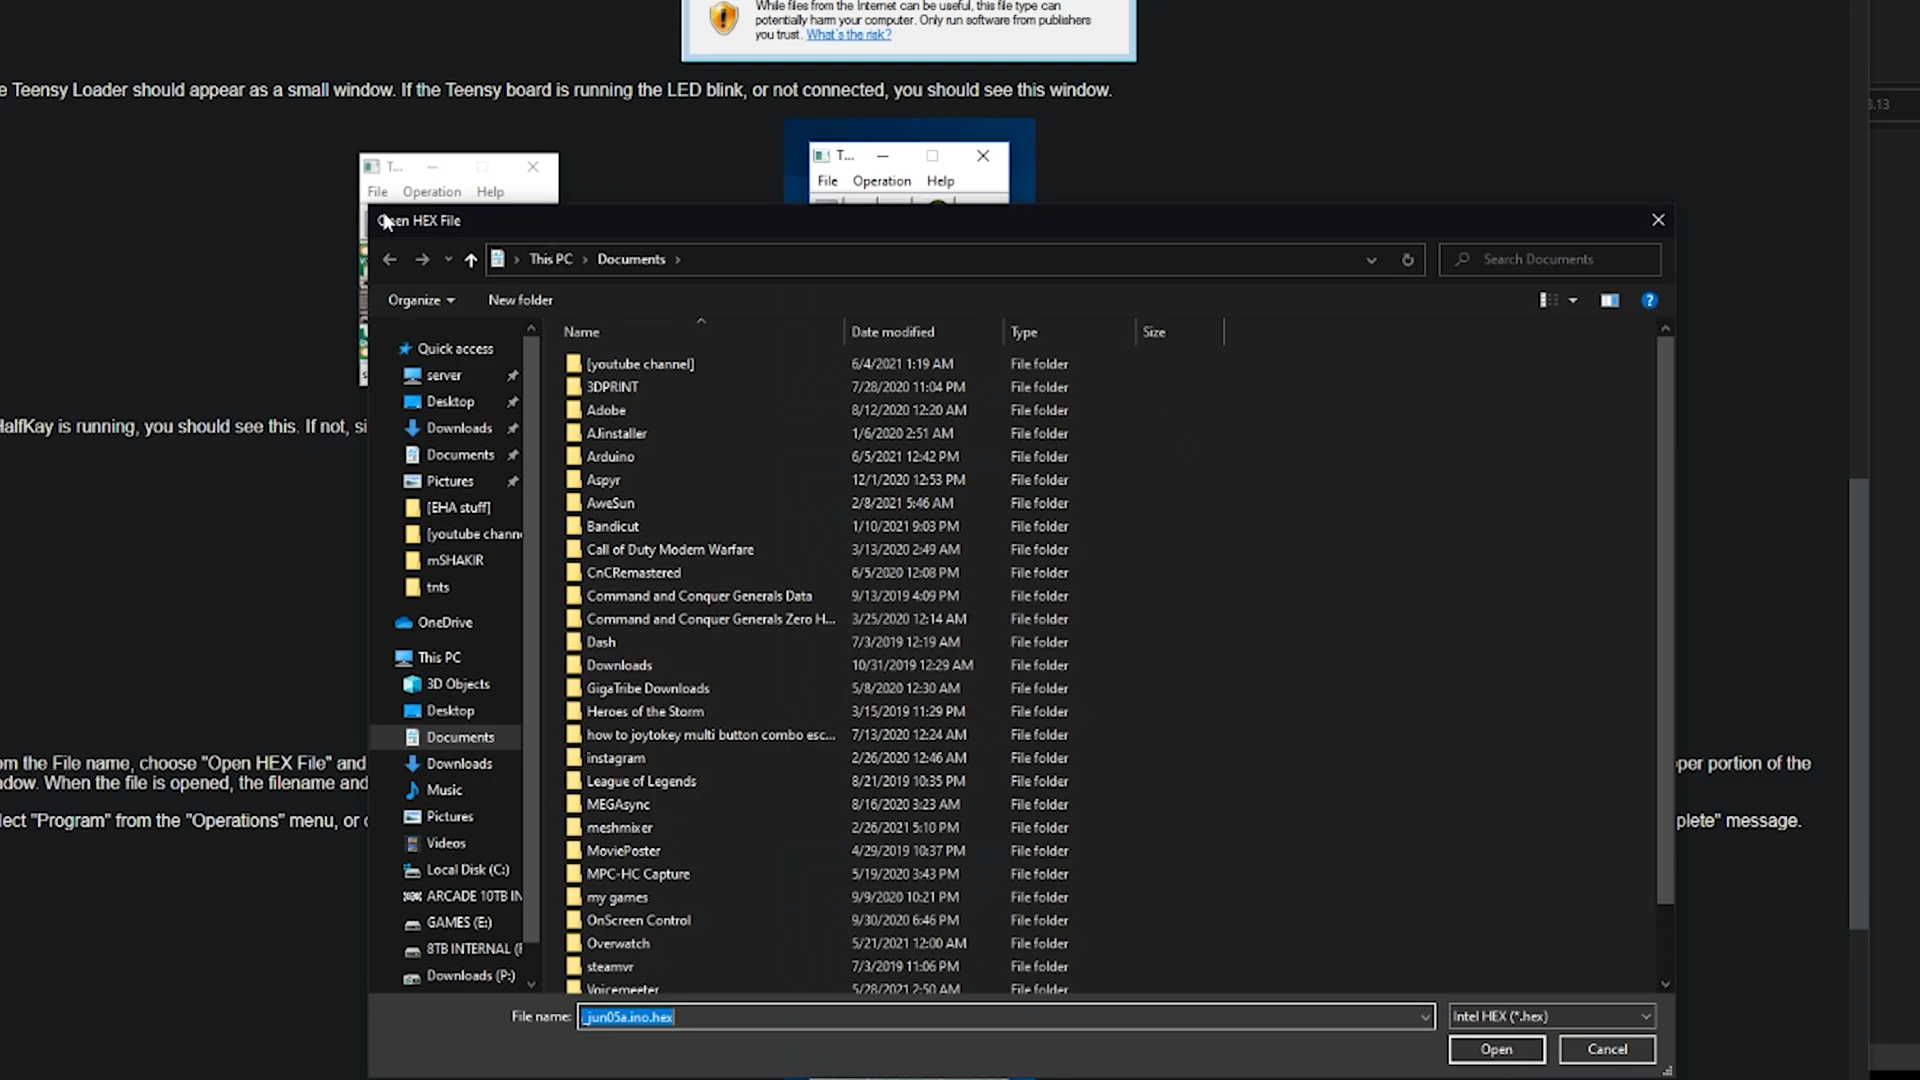 While files from the Internet can be useful, this file type can
potentially harm your computer. Only run software from publishers
you trust. What's the risk?
e Teensy Loader should appear as a small window. If the Teensy board is running the LED blink, or not connected, you should see this window.
3.13
T...
File Operation Help
T...
File Operation Help
Open HEX File
This PC > Documents >
Search Documents
Organize
New folder
Name
Date modified
Type
Size
Quick access
server
Desktop
Downloads
Documents
Pictures
[EHA stuff]
[youtube chann
mSHAKIR
tnts
OneDrive
This PC
3D Objects
Desktop
Documents
Downloads
Music
Pictures
Videos
Local Disk (C:)
ARCADE 10TB IN
GAMES (E:)
8TB INTERNAL (F
Downloads (P:)
[youtube channel] 6/4/2021 1:19 AM File folder
3DPRINT 7/28/2020 11:04 PM File folder
Adobe 8/12/2020 12:20 AM File folder
AJinstaller 1/6/2020 2:51 AM File folder
Arduino 6/5/2021 12:42 PM File folder
Aspyr 12/1/2020 12:53 PM File folder
AweSun 2/8/2021 5:46 AM File folder
Bandicut 1/10/2021 9:03 PM File folder
Call of Duty Modern Warfare 3/13/2020 2:49 AM File folder
CnCRemastered 6/5/2020 12:08 PM File folder
Command and Conquer Generals Data 9/13/2019 4:09 PM File folder
Command and Conquer Generals Zero H... 3/25/2020 12:14 AM File folder
Dash 7/3/2019 12:19 AM File folder
Downloads 10/31/2019 12:29 AM File folder
GigaTribe Downloads 5/8/2020 12:30 AM File folder
Heroes of the Storm 3/15/2019 11:29 PM File folder
how to joytokey multi button combo esc... 7/13/2020 12:24 AM File folder
instagram 2/26/2020 12:46 AM File folder
League of Legends 8/21/2019 10:35 PM File folder
MEGAsync 8/16/2020 3:23 AM File folder
meshmixer 2/26/2021 5:10 PM File folder
MoviePoster 4/29/2019 10:37 PM File folder
MPC-HC Capture 5/19/2020 3:43 PM File folder
my games 9/9/2020 10:21 PM File folder
OnScreen Control 9/30/2020 6:46 PM File folder
Overwatch 5/21/2021 12:00 AM File folder
steamvr 7/3/2019 11:06 PM File folder
Voicemeeter 5/28/2021 2:50 AM File folder
File name: _jun05a.ino.hex
Intel HEX (*.hex)
Open
Cancel
HalfKay is running, you should see this. If not, si
om the File name, choose "Open HEX File" and
per portion of the
ndow. When the file is opened, the filename and
lect "Program" from the "Operations" menu, or c
plete" message.